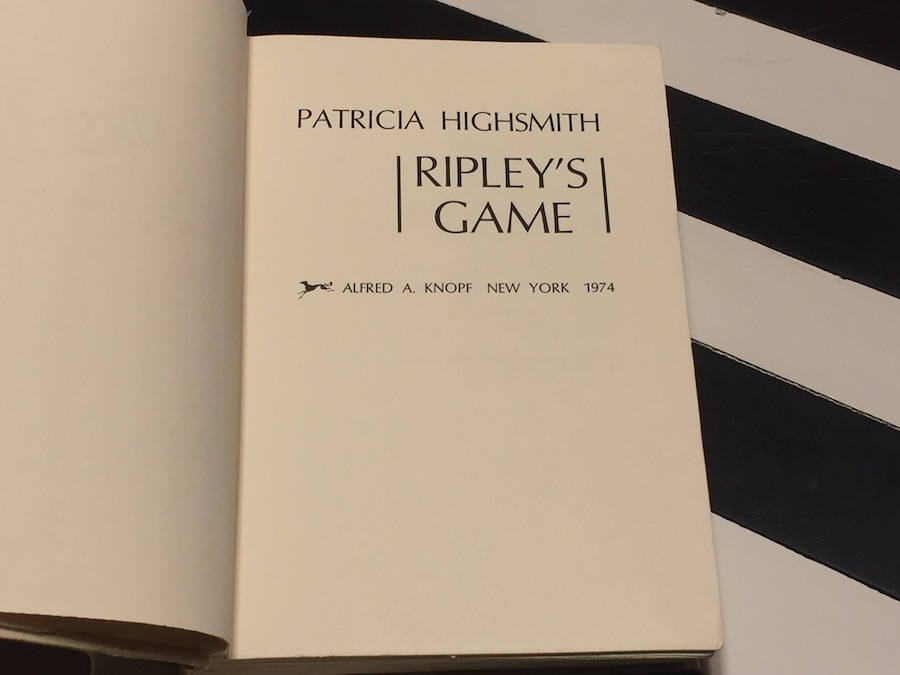 PATRICIA HIGHSMITH
RIPLEY'S
GAME
ALFRED A. KNOPF NEW YORK 1974